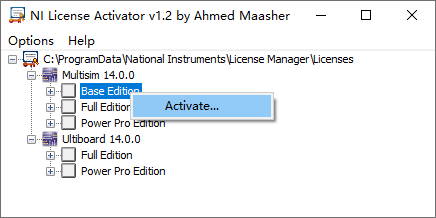 NI License Activator v1.2 by Ahmed Maasher
Options Help
C:\ProgramData\National Instruments\License Manager\Licenses
Multisim 14.0.0
Base Edition
Activate...
Full Edition
Power Pro Edition
Ultiboard 14.0.0
Full Edition
Power Pro Edition